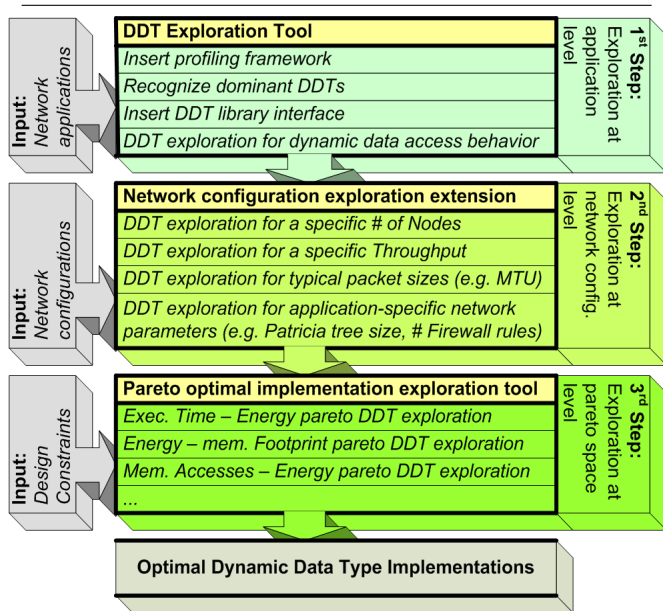 DDT Exploration Tool
Insert profiling framework
Recognize dominant DDTs
Insert DDT library interface
DDT exploration for dynamic data access behavior
Input:
Network
applications
1st Step:
Exploration at
application
level
Network configuration exploration extension
DDT exploration for a specific # of Nodes
DDT exploration for a specific Throughput
DDT exploration for typical packet sizes (e.g. MTU)
DDT exploration for application-specific network
parameters (e.g. Patricia tree size, # Firewall rules)
Input:
Network
configurations
2nd Step:
Exploration at
network config.
level
Pareto optimal implementation exploration tool
Exec. Time – Energy pareto DDT exploration
Energy – mem. Footprint pareto DDT exploration
Mem. Accesses – Energy pareto DDT exploration
...
Input:
Design
Constraints
3rd Step:
Exploration at
pareto space
level
Optimal Dynamic Data Type Implementations